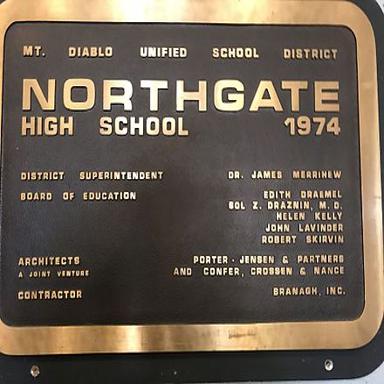 MT. DIABLO UNIFIED SCHOOL DISTRICT
NORTHGATE
HIGH SCHOOL 1974
DISTRICT SUPERINTENDENT DR. JAMES MERRIHEW
BOARD OF EDUCATION EDITH DRAEMEL
SOL Z. DRAZNIN, M. D.
HELEN KELLY
JOHN LAVINDER
ROBERT SKIRVIN
ARCHITECTS PORTER - JENSEN & PARTNERS
A JOINT VENTURE AND CONFER, CROSSEN & NANCE
CONTRACTOR BRANAGH, INC.